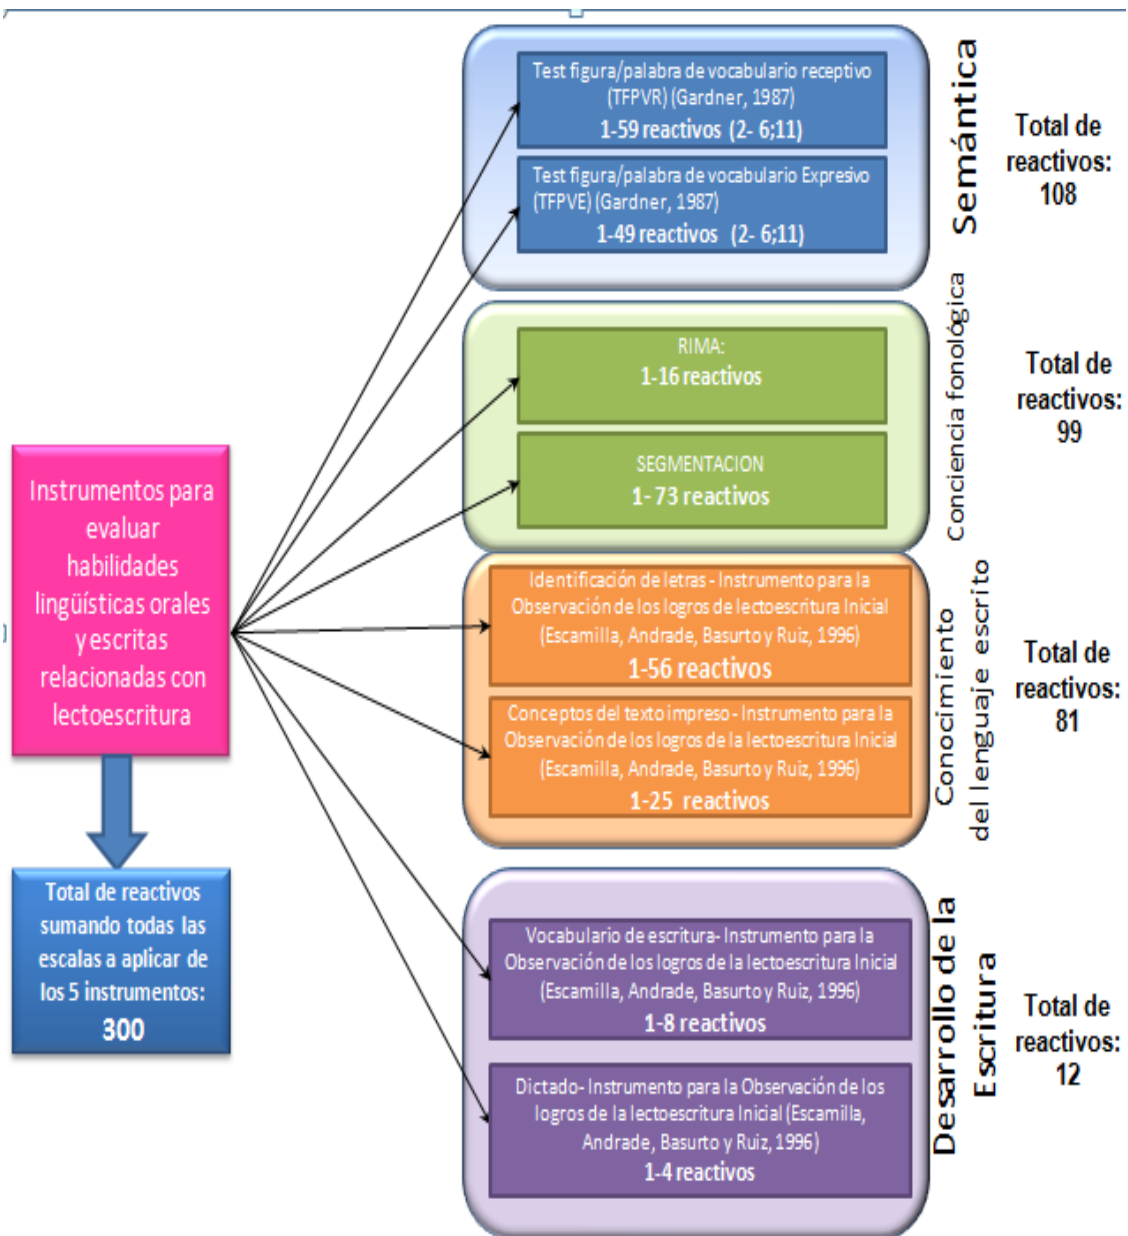 Instrumentos para
evaluar
habilidades
lingüísticas orales
y escritas
relacionadas con
lectoescritura
Total de reactivos
sumando todas las
escalas a aplicar de
los 5 instrumentos:
300
Test figura/palabra de vocabulario receptivo
(TFPVR) (Gardner, 1987)
1-59 reactivos (2- 6;11)
Test figura/palabra de vocabulario Expresivo
(TFPVE) (Gardner, 1987)
1-49 reactivos (2- 6;11)
Semántica
Total de
reactivos:
108
RIMA:
1-16 reactivos
SEGMENTACION
1- 73 reactivos
Conciencia fonológica
Total de
reactivos:
99
Identificación de letras - Instrumento para la
Observación de los logros de lectoescritura Inicial
(Escamilla, Andrade, Basurto y Ruiz, 1996)
1-56 reactivos
Conceptos del texto impreso - Instrumento para la
Observación de los logros de la lectoescritura Inicial
(Escamilla, Andrade, Basurto y Ruiz, 1996)
1-25 reactivos
Conocimiento
del lenguaje escrito
Total de
reactivos:
81
Vocabulario de escritura- Instrumento para la
Observación de los logros de la lectoescritura Inicial
(Escamilla, Andrade, Basurto y Ruiz, 1996)
1-8 reactivos
Dictado- Instrumento para la Observación de los
logros de la lectoescritura Inicial (Escamilla,
Andrade, Basurto y Ruiz, 1996)
1-4 reactivos
Desarrollo de la
Escritura
Total de
reactivos:
12